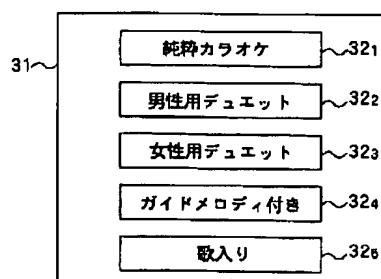 31
純粋カラオケ 32₁
男性用デュエット 32₂
女性用デュエット 32₃
ガイドメロディ付き 32₄
歌入り 32₅